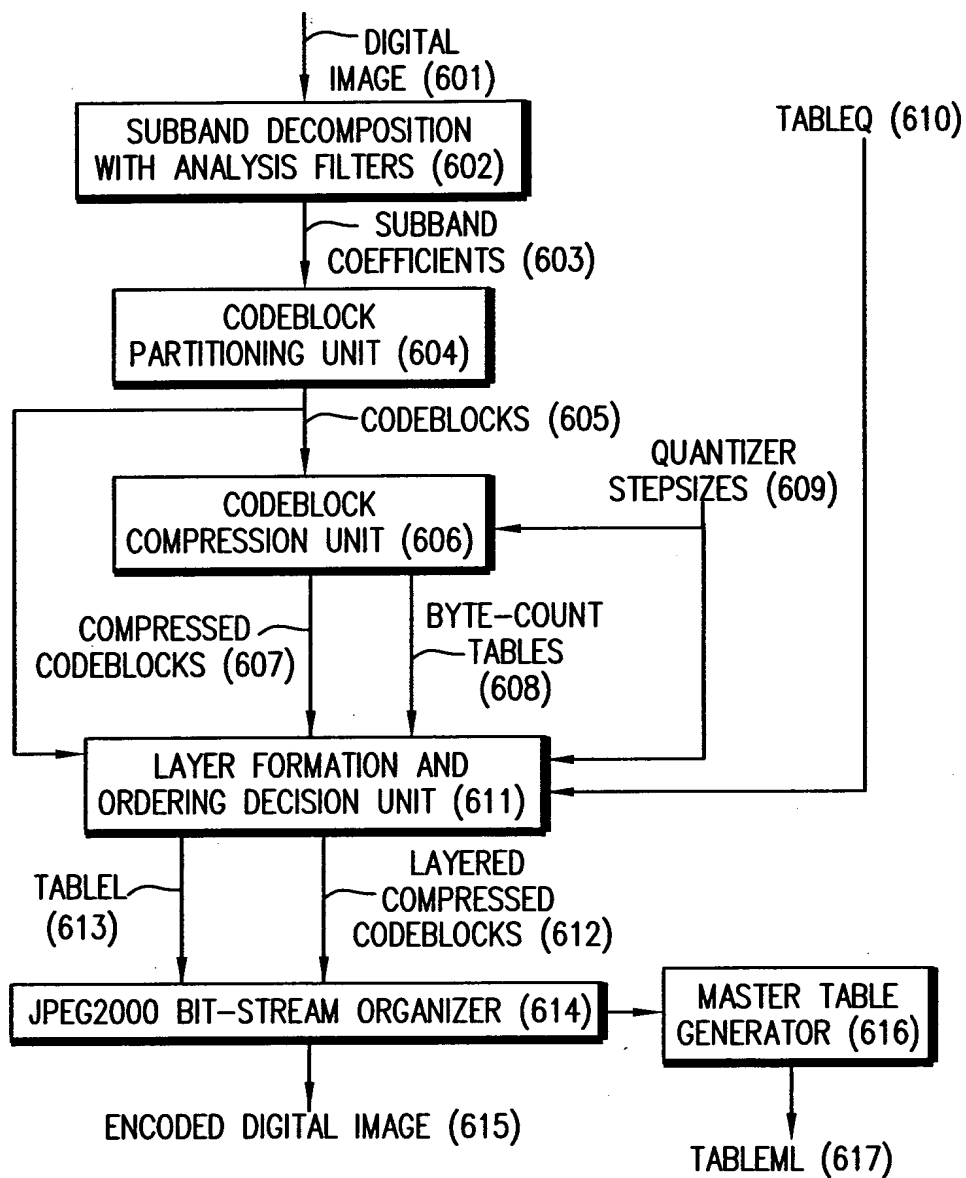 DIGITAL
IMAGE (601)
SUBBAND DECOMPOSITION
WITH ANALYSIS FILTERS (602)
TABLEQ (610)
SUBBAND
COEFFICIENTS (603)
CODEBLOCK
PARTITIONING UNIT (604)
CODEBLOCKS (605)
QUANTIZER
STEPSIZES (609)
CODEBLOCK
COMPRESSION UNIT (606)
COMPRESSED
CODEBLOCKS (607)
BYTE-COUNT
TABLES
(608)
LAYER FORMATION AND
ORDERING DECISION UNIT (611)
TABLEL
(613)
LAYERED
COMPRESSED
CODEBLOCKS (612)
JPEG2000 BIT-STREAM ORGANIZER (614)
MASTER TABLE
GENERATOR (616)
ENCODED DIGITAL IMAGE (615)
TABLEML (617)